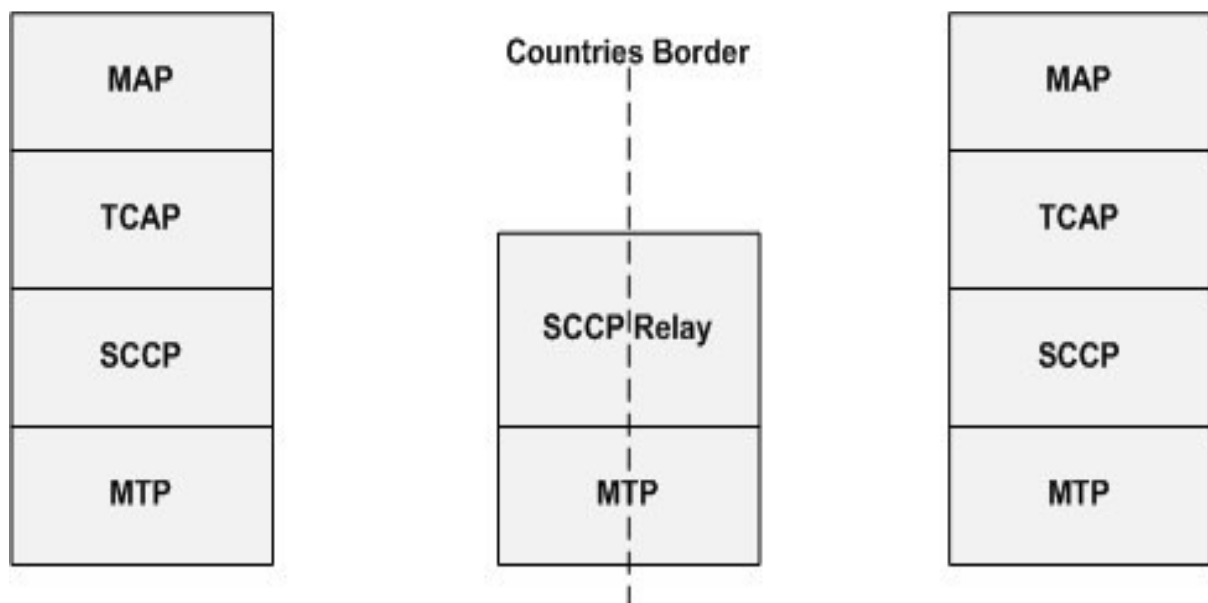 MAP
TCAP
SCCP
MTP
Countries Border
SCCP Relay
MTP
MAP
TCAP
SCCP
MTP